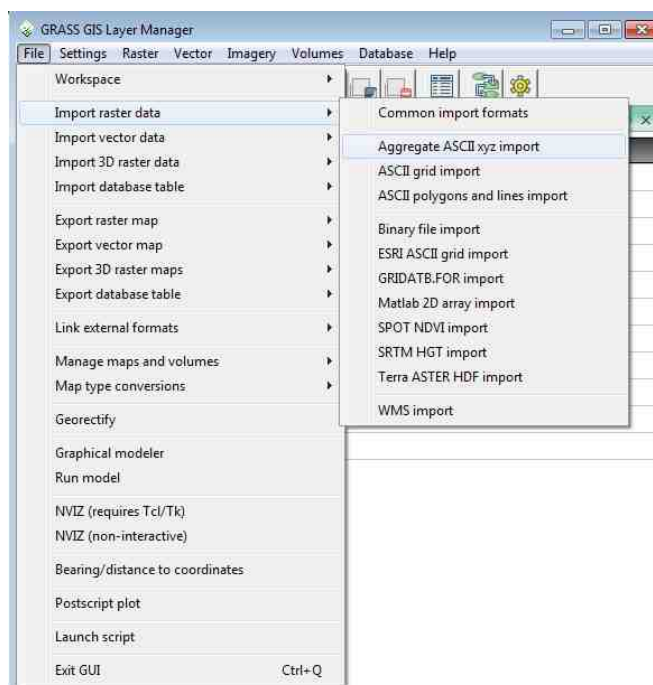 GRASS GIS Layer Manager
File Settings Raster Vector Imagery Volumes Database Help
Workspace
Import raster data
Import vector data
Import 3D raster data
Import database table
Export raster map
Export vector map
Export 3D raster maps
Export database table
Link external formats
Manage maps and volumes
Map type conversions
Georectify
Graphical modeler
Run model
NVIZ (requires Tcl/Tk)
NVIZ (non-interactive)
Bearing/distance to coordinates
Postscript plot
Launch script
Exit GUI Ctrl+Q
Common import formats
Aggregate ASCII xyz import
ASCII grid import
ASCII polygons and lines import
Binary file import
ESRI ASCII grid import
GRIDATB.FOR import
Matlab 2D array import
SPOT NDVI import
SRTM HGT import
Terra ASTER HDF import
WMS import